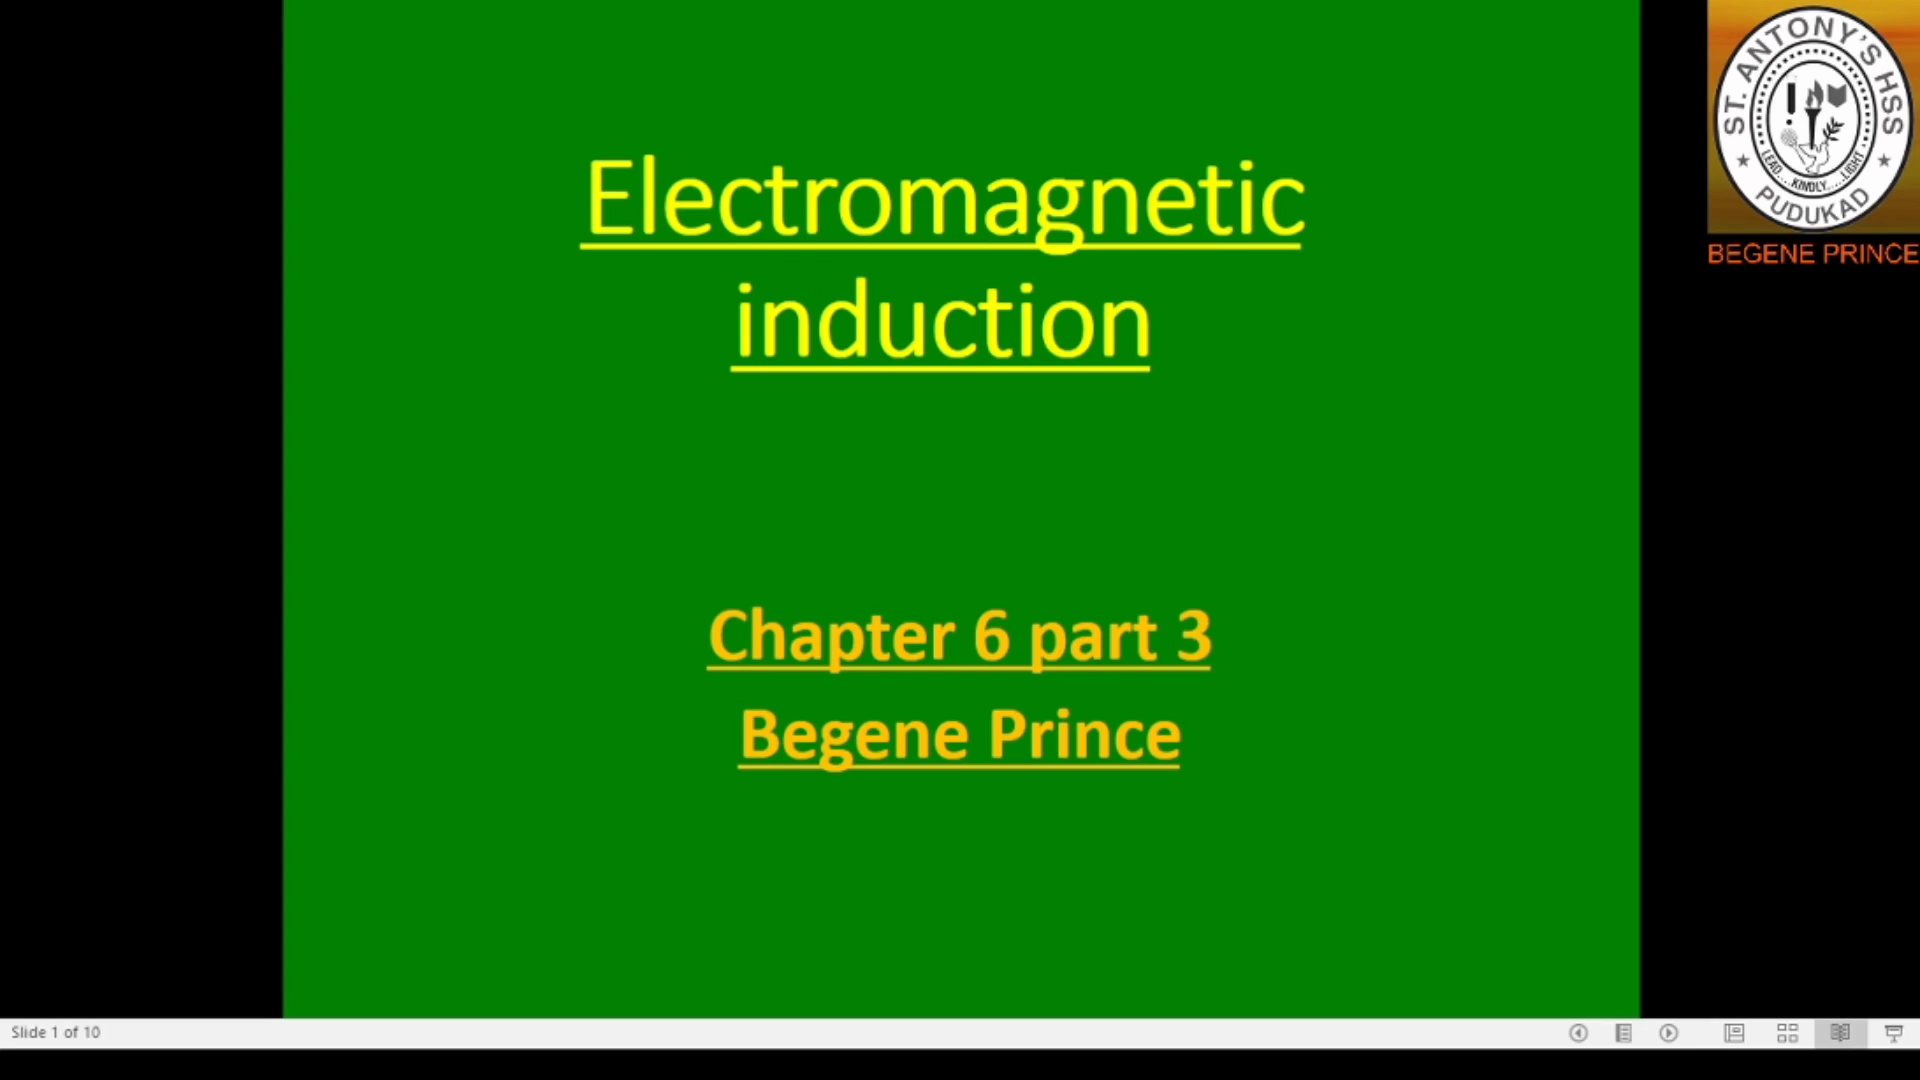 Electromagnetic
induction
Chapter 6 part 3
Begene Prince
ST. ANTONY'S HSS
LEAD....KINDLY.....LIGHT
PUDUKAD
BEGENE PRINCE
Slide 1 of 10